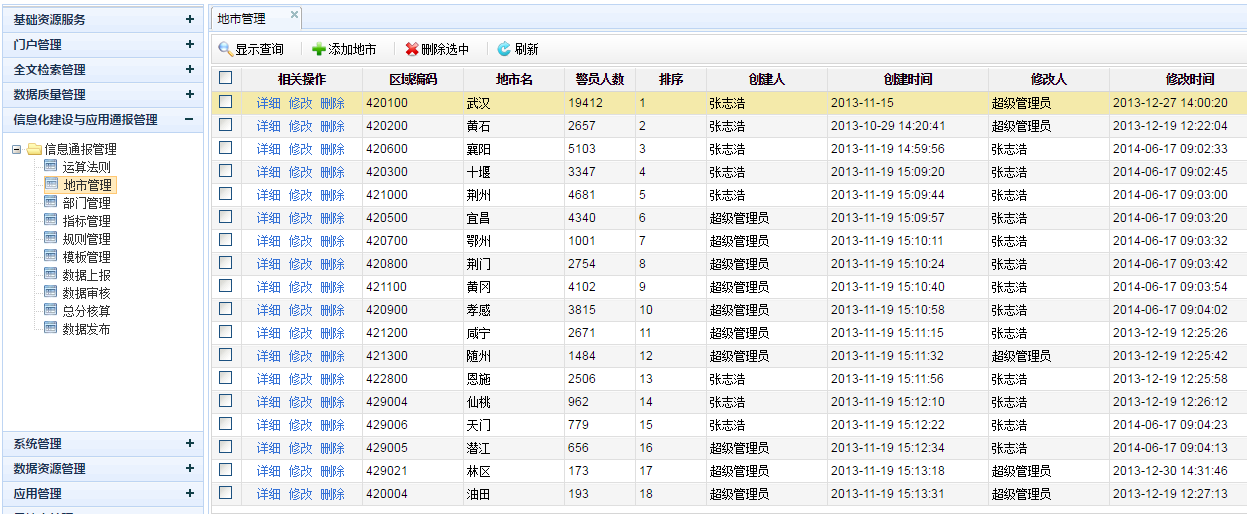 基础资源服务
门户管理
全文检索管理
数据质量管理
信息化建设与应用通报管理
信息通报管理
运算法则
地市管理
部门管理
指标管理
规则管理
模板管理
数据上报
数据审核
总分核算
数据发布
系统管理
数据资源管理
应用管理
地市管理
显示查询 添加地市 删除选中 刷新
相关操作 区域编码 地市名 警员人数 排序 创建人 创建时间 修改人 修改时间
详细 修改 删除 420100 武汉 19412 1 张志浩 2013-11-15 超级管理员 2013-12-27 14:00:20
详细 修改 删除 420200 黄石 2657 2 张志浩 2013-10-29 14:20:41 超级管理员 2013-12-19 12:22:04
详细 修改 删除 420600 襄阳 5103 3 张志浩 2013-11-19 14:59:56 张志浩 2014-06-17 09:02:33
详细 修改 删除 420300 十堰 3347 4 张志浩 2013-11-19 15:09:20 张志浩 2014-06-17 09:02:45
详细 修改 删除 421000 荆州 4681 5 张志浩 2013-11-19 15:09:44 张志浩 2014-06-17 09:03:00
详细 修改 删除 420500 宜昌 4340 6 超级管理员 2013-11-19 15:09:57 张志浩 2014-06-17 09:03:20
详细 修改 删除 420700 鄂州 1001 7 超级管理员 2013-11-19 15:10:11 张志浩 2014-06-17 09:03:32
详细 修改 删除 420800 荆门 2754 8 超级管理员 2013-11-19 15:10:24 张志浩 2014-06-17 09:03:42
详细 修改 删除 421100 黄冈 4102 9 超级管理员 2013-11-19 15:10:40 张志浩 2014-06-17 09:03:54
详细 修改 删除 420900 孝感 3815 10 超级管理员 2013-11-19 15:10:58 张志浩 2014-06-17 09:04:02
详细 修改 删除 421200 咸宁 2671 11 超级管理员 2013-11-19 15:11:15 张志浩 2013-12-19 12:25:26
详细 修改 删除 421300 随州 1484 12 超级管理员 2013-11-19 15:11:32 超级管理员 2013-12-19 12:25:42
详细 修改 删除 422800 恩施 2506 13 张志浩 2013-11-19 15:11:56 张志浩 2013-12-19 12:25:58
详细 修改 删除 429004 仙桃 962 14 张志浩 2013-11-19 15:12:10 张志浩 2013-12-19 12:26:12
详细 修改 删除 429006 天门 779 15 张志浩 2013-11-19 15:12:22 张志浩 2014-06-17 09:04:23
详细 修改 删除 429005 潜江 656 16 超级管理员 2013-11-19 15:12:34 张志浩 2014-06-17 09:04:13
详细 修改 删除 429021 林区 173 17 超级管理员 2013-11-19 15:13:18 超级管理员 2013-12-30 14:31:46
详细 修改 删除 420004 油田 193 18 超级管理员 2013-11-19 15:13:31 超级管理员 2013-12-19 12:27:13